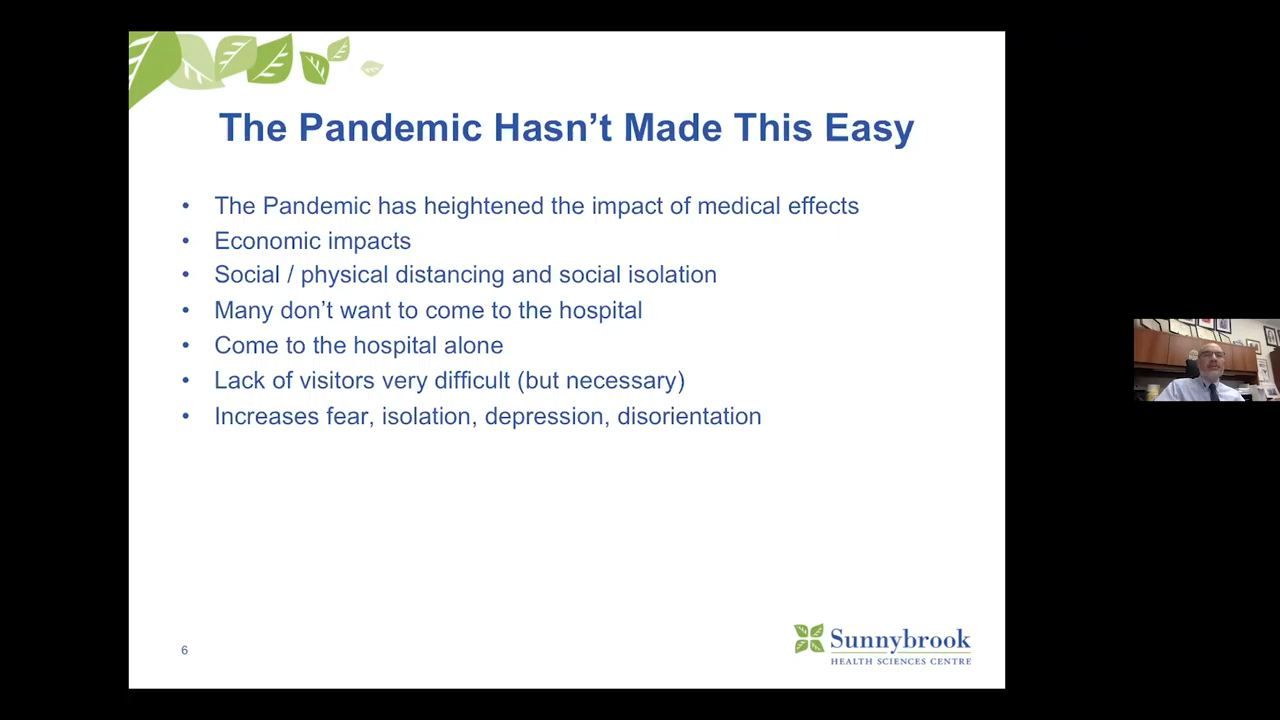 The Pandemic Hasn’t Made This Easy
• The Pandemic has heightened the impact of medical effects
• Economic impacts
• Social / physical distancing and social isolation
• Many don’t want to come to the hospital
• Come to the hospital alone
• Lack of visitors very difficult (but necessary)
• Increases fear, isolation, depression, disorientation
6
Sunnybrook
HEALTH SCIENCES CENTRE